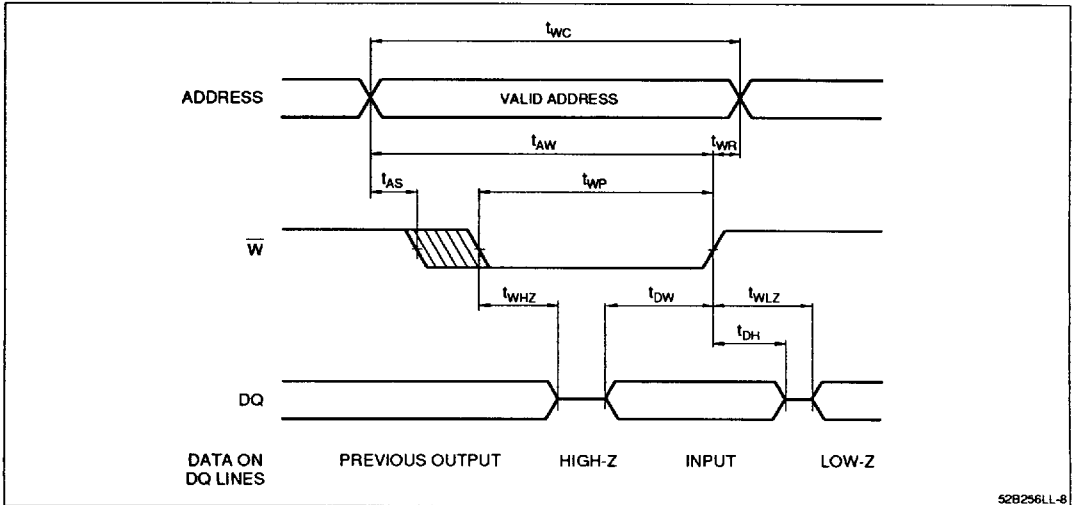 tWC
ADDRESS
VALID ADDRESS
tAW
tWR
tAS
tWP
W̅
tWHZ
tDW
tWLZ
tDH
DQ
DATA ON
DQ LINES
PREVIOUS OUTPUT
HIGH-Z
INPUT
LOW-Z
52B256LL-8